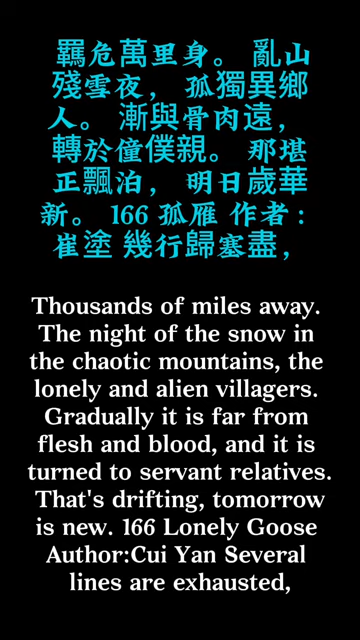 羈危萬里身。 亂山
殘雪夜， 孤獨異鄉
人。 漸與骨肉遠，
轉於僮僕親。 那堪
正飄泊， 明日歲華
新。 166 孤雁 作者：
崔塗 幾行歸塞盡，
Thousands of miles away.
The night of the snow in
the chaotic mountains, the
lonely and alien villagers.
Gradually it is far from
flesh and blood, and it is
turned to servant relatives.
That's drifting, tomorrow
is new. 166 Lonely Goose
Author:Cui Yan Several
lines are exhausted,